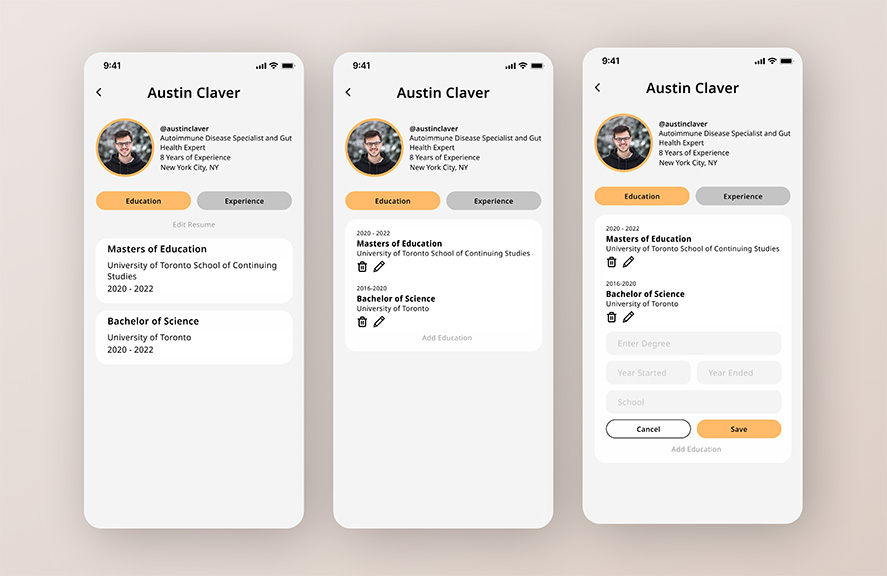 9:41
Austin Claver
@austinclaver
Autoimmune Disease Specialist and Gut
Health Expert
8 Years of Experience
New York City, NY
Education
Experience
Edit Resume
Masters of Education
University of Toronto School of Continuing
Studies
2020 - 2022
Bachelor of Science
University of Toronto
2020 - 2022
9:41
Austin Claver
@austinclaver
Autoimmune Disease Specialist and Gut
Health Expert
8 Years of Experience
New York City, NY
Education
Experience
2020 - 2022
Masters of Education
University of Toronto School of Continuing Studies
2016-2020
Bachelor of Science
University of Toronto
Add Education
9:41
Austin Claver
@austinclaver
Autoimmune Disease Specialist and Gut
Health Expert
8 Years of Experience
New York City, NY
Education
Experience
2020 - 2022
Masters of Education
University of Toronto School of Continuing Studies
2016-2020
Bachelor of Science
University of Toronto
Enter Degree
Year Started
Year Ended
School
Cancel
Save
Add Education